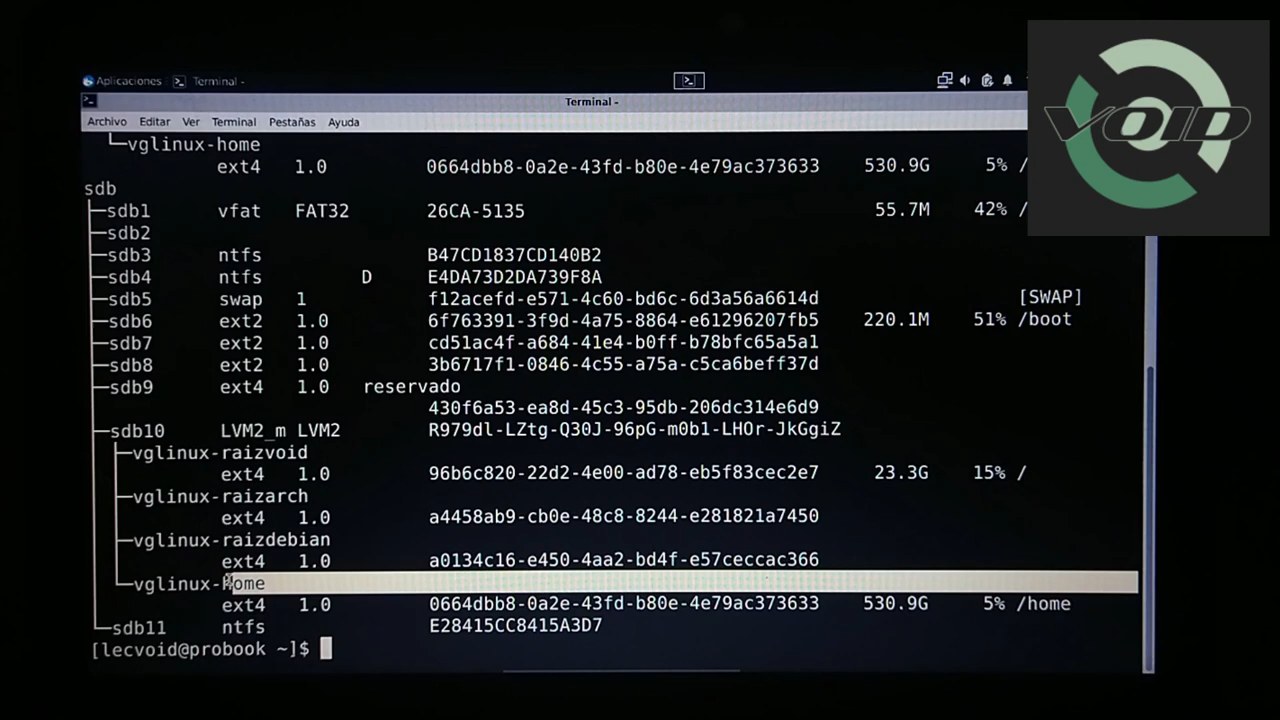 Aplicaciones Terminal -
Terminal -
Archivo Editar Ver Terminal Pestañas Ayuda
└─vglinux-home
ext4 1.0 0664dbb8-0a2e-43fd-b80e-4e79ac373633 530.9G 5% /
sdb
├─sdb1 vfat FAT32 26CA-5135 55.7M 42% /
├─sdb2
├─sdb3 ntfs B47CD1837CD140B2
├─sdb4 ntfs D E4DA73D2DA739F8A
├─sdb5 swap 1 f12acefd-e571-4c60-bd6c-6d3a56a6614d [SWAP]
├─sdb6 ext2 1.0 6f763391-3f9d-4a75-8864-e61296207fb5 220.1M 51% /boot
├─sdb7 ext2 1.0 cd51ac4f-a684-41e4-b0ff-b78bfc65a5a1
├─sdb8 ext2 1.0 3b6717f1-0846-4c55-a75a-c5ca6beff37d
├─sdb9 ext4 1.0 reservado
430f6a53-ea8d-45c3-95db-206dc314e6d9
├─sdb10 LVM2_m LVM2 R979dl-LZtg-Q30J-96pG-m0b1-LHOr-JkGgiZ
├─vglinux-raizvoid
ext4 1.0 96b6c820-22d2-4e00-ad78-eb5f83cec2e7 23.3G 15% /
├─vglinux-raizarch
ext4 1.0 a4458ab9-cb0e-48c8-8244-e281821a7450
├─vglinux-raizdebian
ext4 1.0 a0134c16-e450-4aa2-bd4f-e57ceccac366
└─vglinux-home
ext4 1.0 0664dbb8-0a2e-43fd-b80e-4e79ac373633 530.9G 5% /home
└─sdb11 ntfs E28415CC8415A3D7
[lecvoid@probook ~]$
VOID